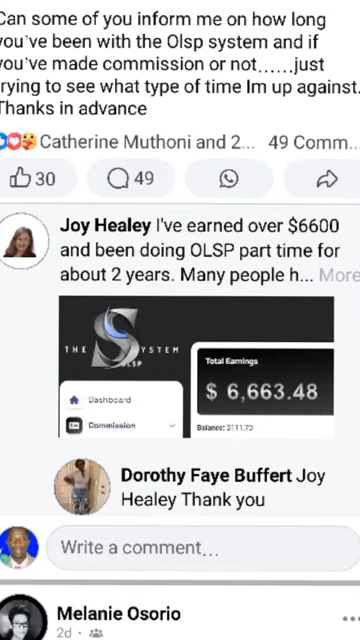 Can some of you inform me on how long
you've been with the Olsp system and if
you've made commission or not......just
trying to see what type of time Im up against.
Thanks in advance
Catherine Muthoni and 2... 49 Comm...
30 49
Joy Healey I've earned over $6600
and been doing OLSP part time for
about 2 years. Many people h... More
THE S YSTEM
OLSP
Total Earnings
$ 6,663.48
Dashboard
Commission
Balance: $111.70
Dorothy Faye Buffert Joy
Healey Thank you
Write a comment...
Melanie Osorio
2d